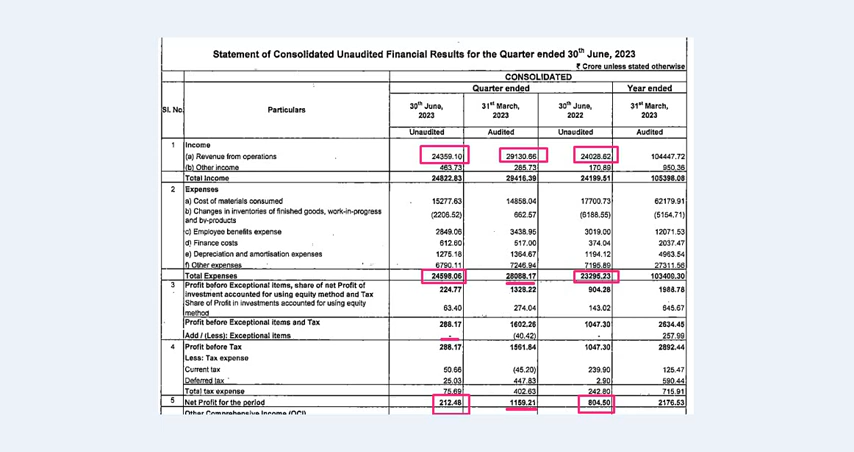 Statement of Consolidated Unaudited Financial Results for the Quarter ended 30th June, 2023
₹ Crore unless stated otherwise
CONSOLIDATED
Quarter ended Year ended
Sl. No. Particulars 30th June, 2023 31st March, 2023 30th June, 2022 31st March, 2023
Unaudited Audited Unaudited Audited
1 Income
(a) Revenue from operations 24359.10 29130.66 24028.62 104447.72
(b) Other income 463.73 285.73 170.89 950.36
Total Income 24822.83 29416.39 24199.51 105398.08
2 Expenses
a) Cost of materials consumed 15277.63 14858.04 17700.73 62179.91
b) Changes in inventories of finished goods, work-in-progress and by-products (2206.52) 662.57 (6188.55) (5164.71)
c) Employee benefits expense 2849.06 3438.95 3019.00 12071.53
d) Finance costs 612.60 517.00 374.04 2037.47
e) Depreciation and amortisation expenses 1275.18 1364.67 1194.12 4963.54
f) Other expenses 6790.11 7246.94 7195.89 27311.56
Total Expenses 24598.06 28088.17 23295.23 103400.30
3 Profit before Exceptional items, share of net Profit of investment accounted for using equity method and Tax 224.77 1328.22 904.28 1988.78
Share of Profit in investments accounted for using equity method 63.40 274.04 143.02 645.67
Profit before Exceptional items and Tax 288.17 1602.26 1047.30 2634.45
Add / (Less): Exceptional items - (40.42) - 257.99
4 Profit before Tax 288.17 1561.84 1047.30 2892.44
Less: Tax expense
Current tax 50.66 (45.20) 239.90 125.47
Deferred tax 25.03 447.83 2.90 590.44
Total tax expense 75.69 402.63 242.80 715.91
5 Net Profit for the period 212.48 1159.21 804.50 2176.53
Other Comprehensive Income (OCI)